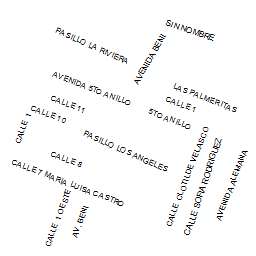 SIN NOMBRE
PASILLO LA RIVIERA
AVENIDA BENI
AVENIDA 5TO ANILLO
LAS PALMERITAS
CALLE 1
CALLE 11
CALLE 10
5TO ANILLO
CALLE 1
PASILLO LOS ANGELES
CALLE 8
CALLE 7 MARIA LUISA CASTRO
CALLE CLOTILDE VELASCO
CALLE SOFIA RODRIGUEZ
AVENIDA ALEMANA
CALLE 1 OESTE
AV. BENI